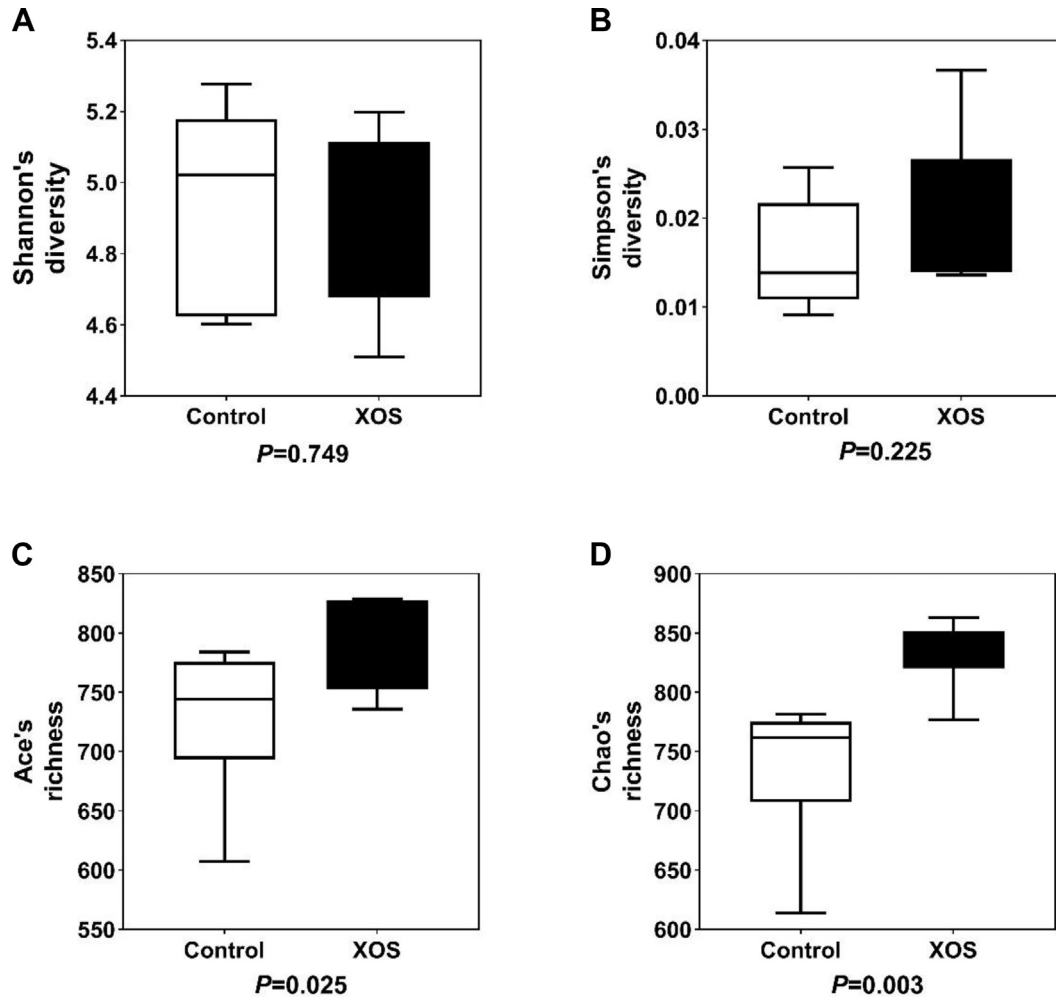 A
Shannon's
diversity
5.4
5.2
5.0
4.8
4.6
4.4
Control XOS
P=0.749
B
Simpson's
diversity
0.04
0.03
0.02
0.01
0.00
Control XOS
P=0.225
C
Ace's
richness
850
800
750
700
650
600
550
Control XOS
P=0.025
D
Chao's
richness
900
850
800
750
700
650
600
Control XOS
P=0.003